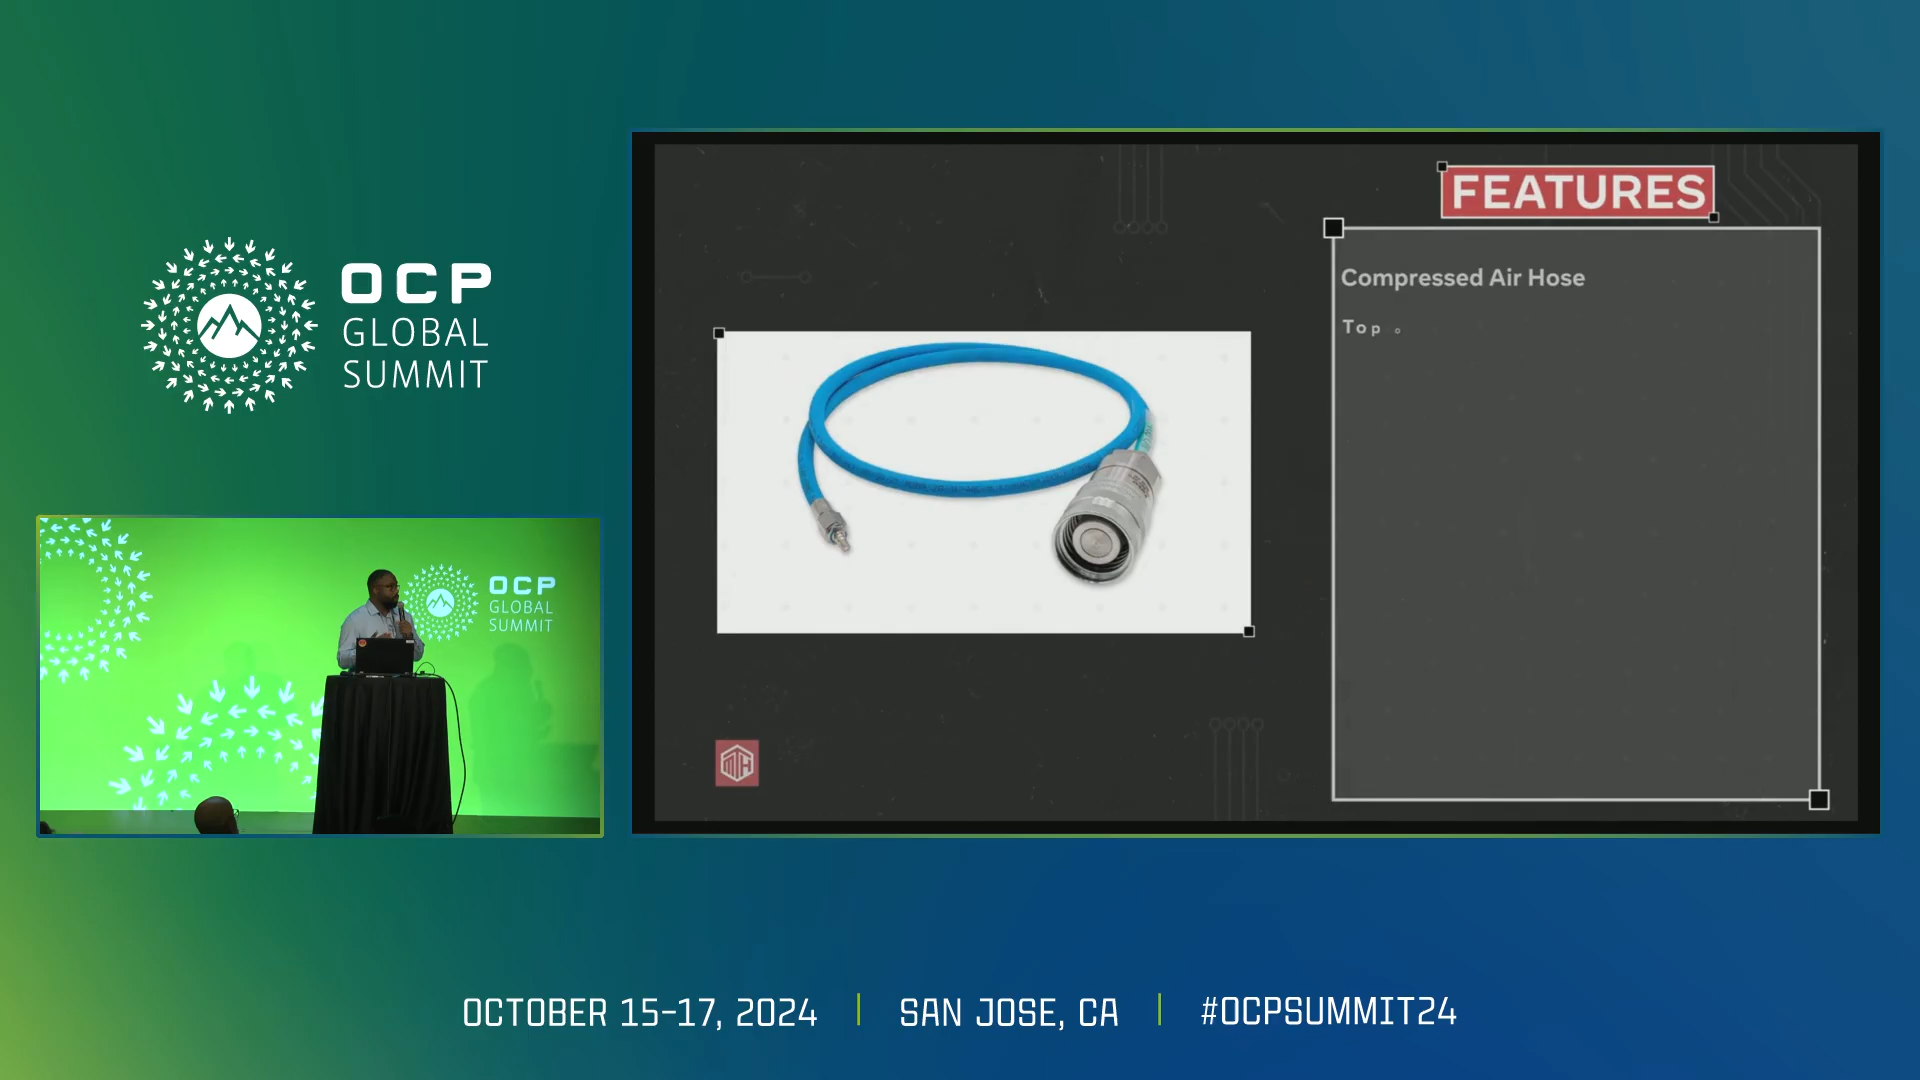 OCP
GLOBAL
SUMMIT
FEATURES
Compressed Air Hose
Top
OCP
GLOBAL
SUMMIT
OCTOBER 15-17, 2024 | SAN JOSE, CA | #OCPSUMMIT24